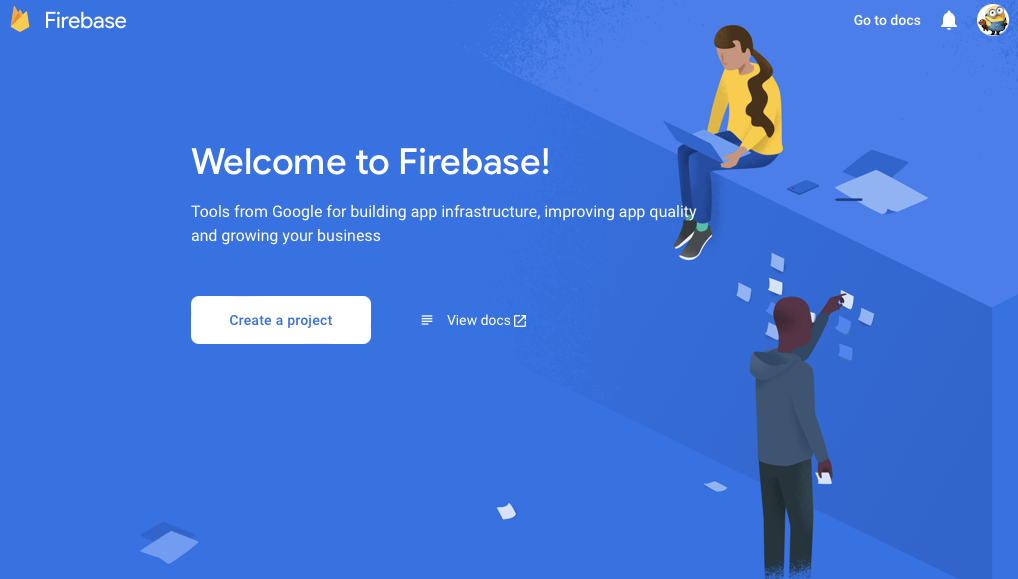 Firebase
Go to docs
Welcome to Firebase!
Tools from Google for building app infrastructure, improving app quality
and growing your business
Create a project
View docs